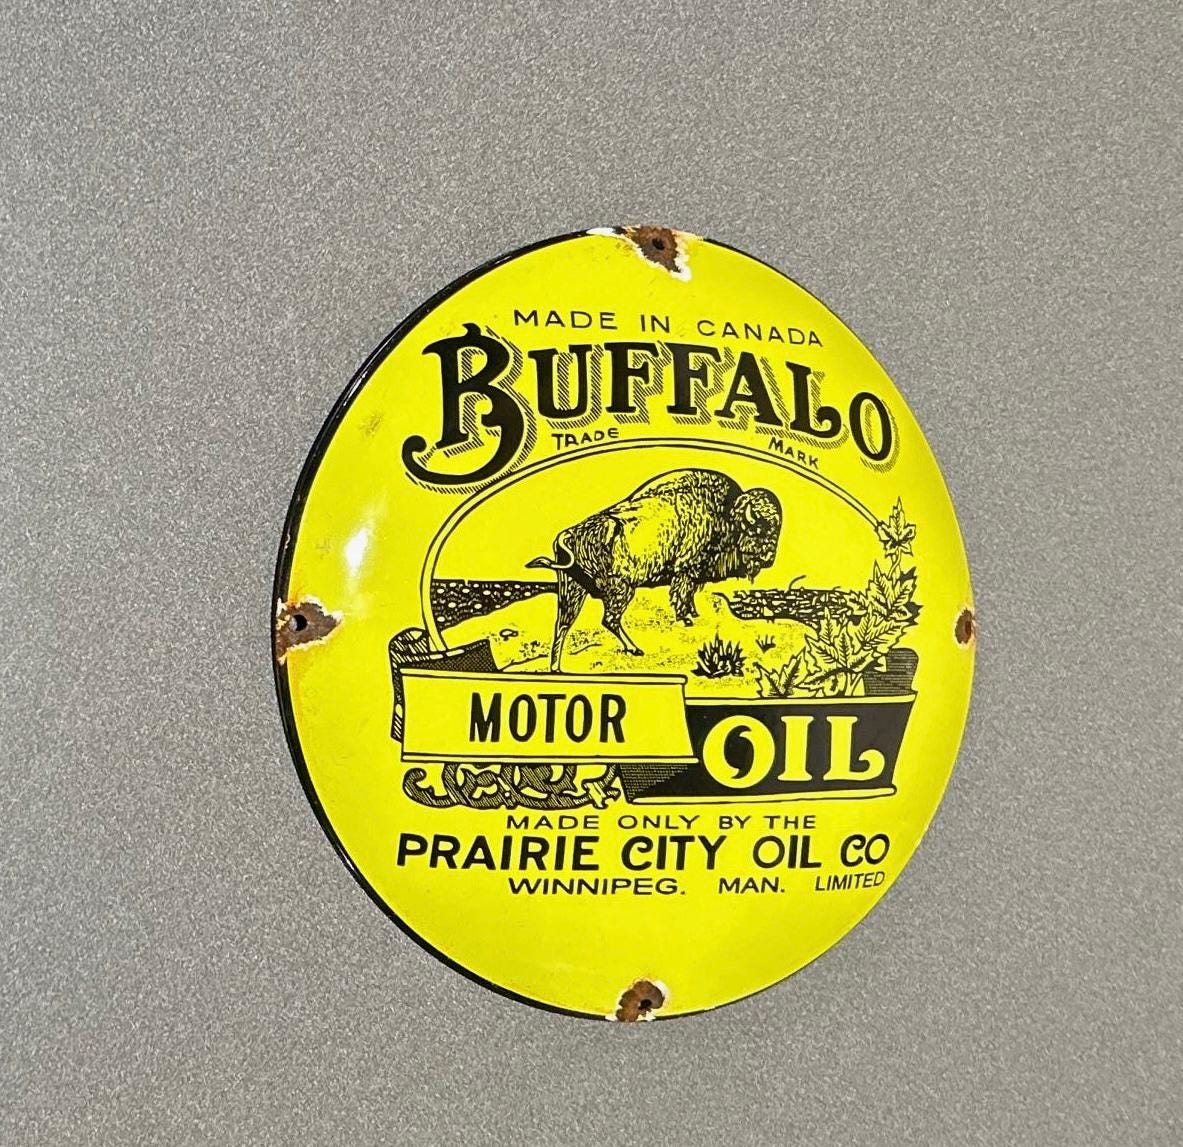 MADE IN CANADA
BUFFALO
TRADE MARK
MOTOR OIL
MADE ONLY BY THE
PRAIRIE CITY OIL CO
WINNIPEG. MAN. LIMITED